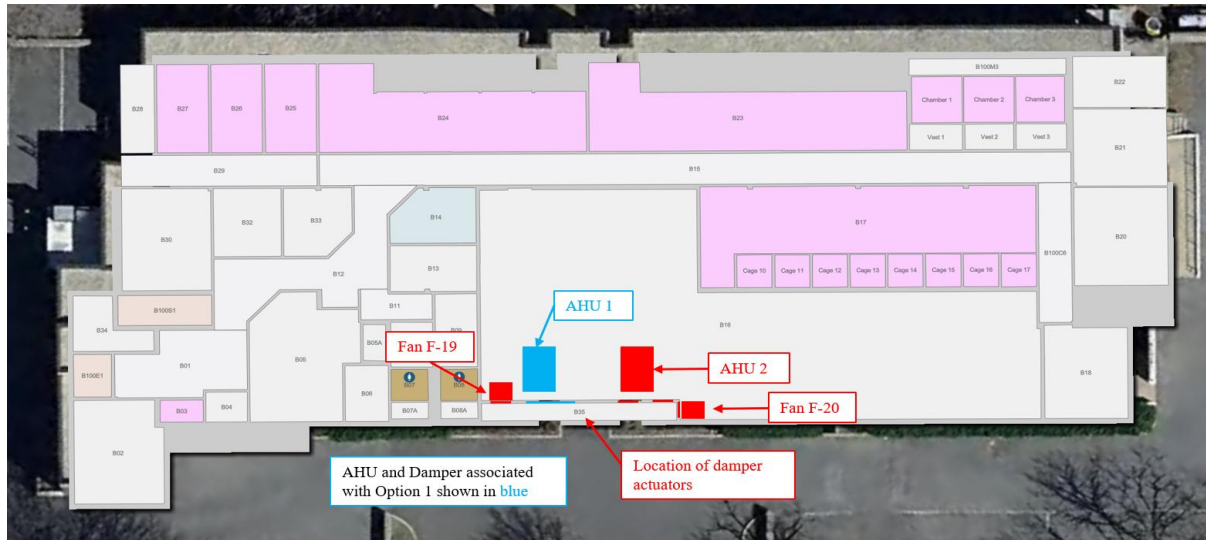 B100M3
B22
B28
B27
B26
B25
B24
B23
Chamber 1
Chamber 2
Chamber 3
Vest 1
Vest 2
Vest 3
B21
B29
B15
B30
B32
B33
B14
B17
B20
B100C6
B13
B12
Cage 10
Cage 11
Cage 12
Cage 13
Cage 14
Cage 15
Cage 16
Cage 17
B100S1
B11
AHU 1
B16
B34
B05
B05A
B09
Fan F-19
AHU 2
B18
B01
B100E1
B07
B08
B06
B03
B04
B07A
B08A
B35
Fan F-20
B02
AHU and Damper associated
with Option 1 shown in blue
Location of damper
actuators